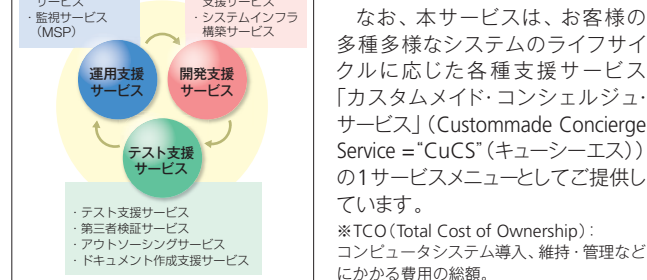 サービス
・監視サービス
（MSP）
支援サービス
・システムインフラ
構築サービス
運用支援
サービス
開発支援
サービス
テスト支援
サービス
・テスト支援サービス
・第三者検証サービス
・アウトソーシングサービス
・ドキュメント作成支援サービス
なお、本サービスは、お客様の
多種多様なシステムのライフサイ
クルに応じた各種支援サービス
「カスタムメイド・コンシェルジュ・
サービス」（Custommade Concierge
Service ="CuCS"（キューシーエス））
の1サービスメニューとしてご提供し
ています。
※TCO（Total Cost of Ownership）：
コンピュータシステム導入、維持・管理など
にかかる費用の総額。